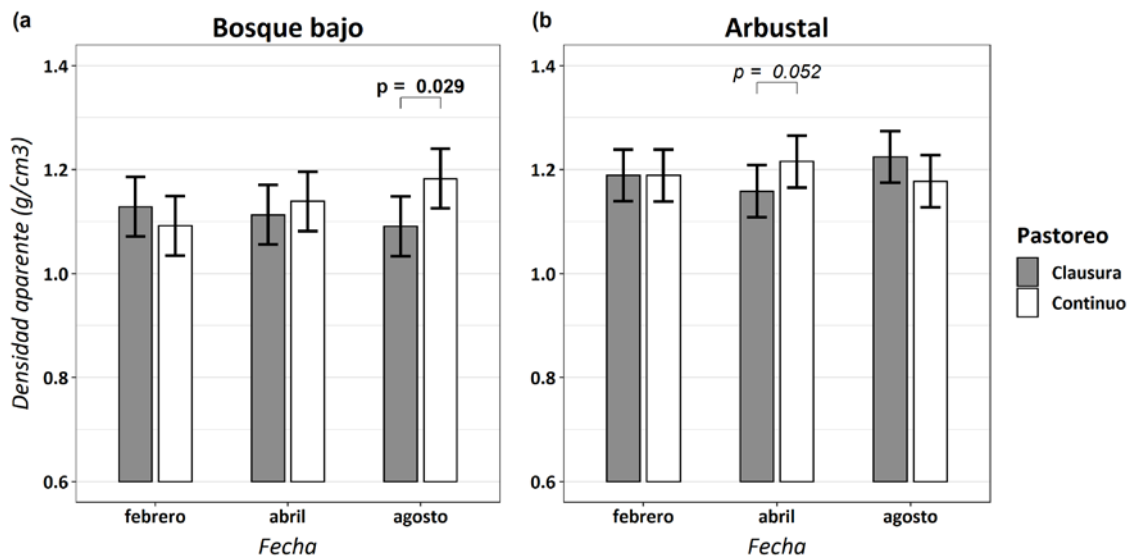 (a
Bosque bajo
Densidad aparente (g/cm3)
1.4
1.2
1.0
0.8
0.6
p = 0.029
febrero
abril
agosto
Fecha
(b
Arbustal
1.4
1.2
1.0
0.8
0.6
p = 0.052
febrero
abril
agosto
Fecha
Pastoreo
Clausura
Continuo